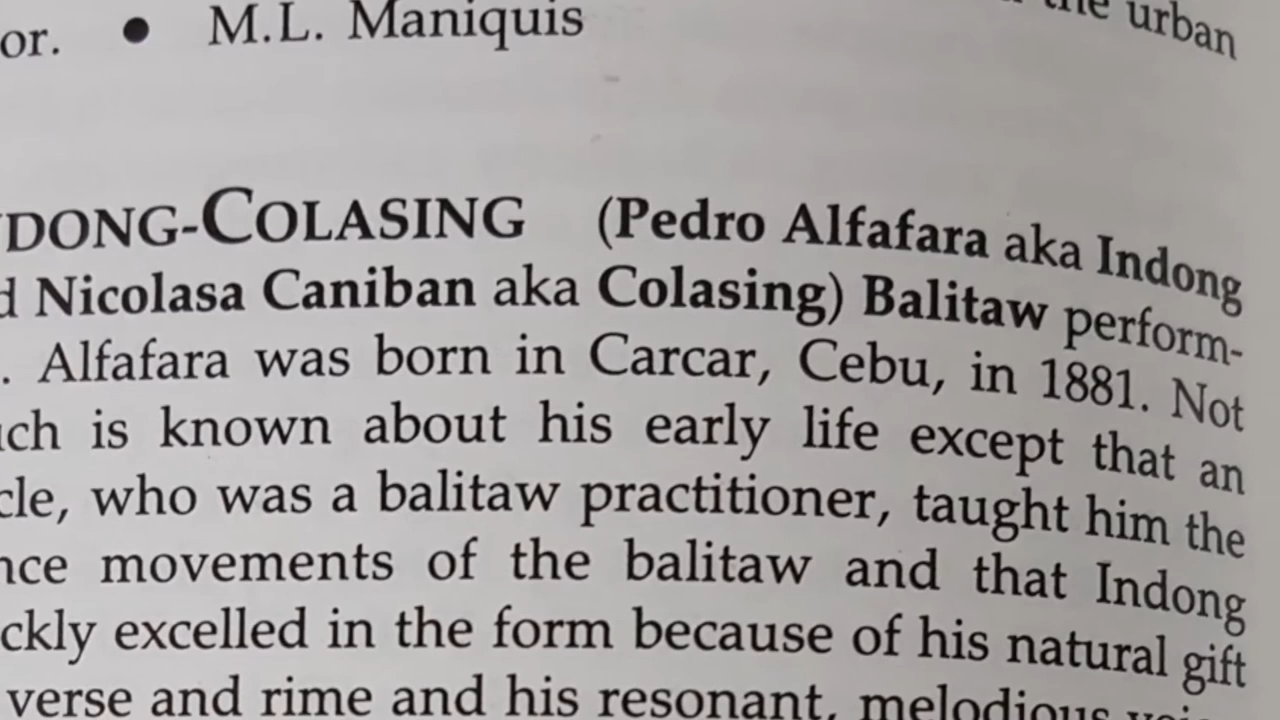 or. • M.L. Maniquis
the urban
NDONG-COLASING (Pedro Alfafara aka Indong
d Nicolasa Caniban aka Colasing) Balitaw perform-
. Alfafara was born in Carcar, Cebu, in 1881. Not
uch is known about his early life except that an
cle, who was a balitaw practitioner, taught him the
nce movements of the balitaw and that Indong
ckly excelled in the form because of his natural gift
verse and rime and his resonant, melodious